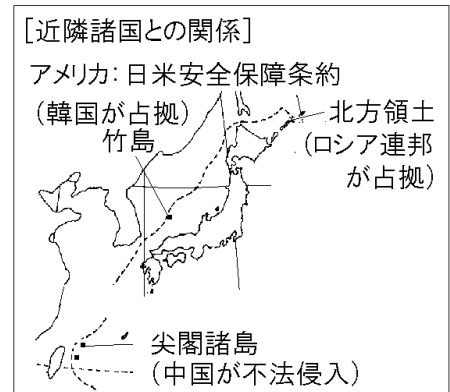 [近隣諸国との関係]
アメリカ：日米安全保障条約
(韓国が占拠)
竹島
北方領土
(ロシア連邦
が占拠)
尖閣諸島
(中国が不法侵入)